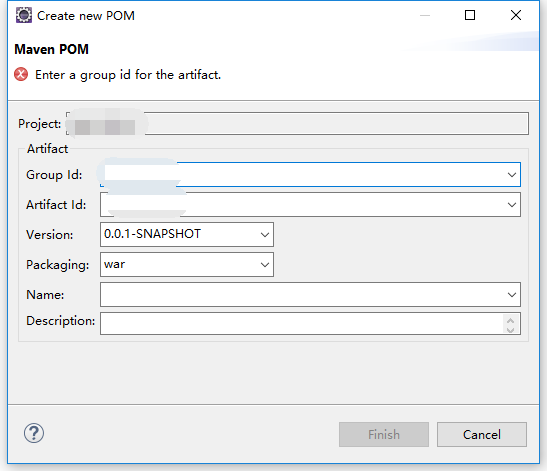 Create new POM
Maven POM
Enter a group id for the artifact.
Project:
Artifact
Group Id:
Artifact Id:
Version: 0.0.1-SNAPSHOT
Packaging: war
Name:
Description:
?
Finish Cancel